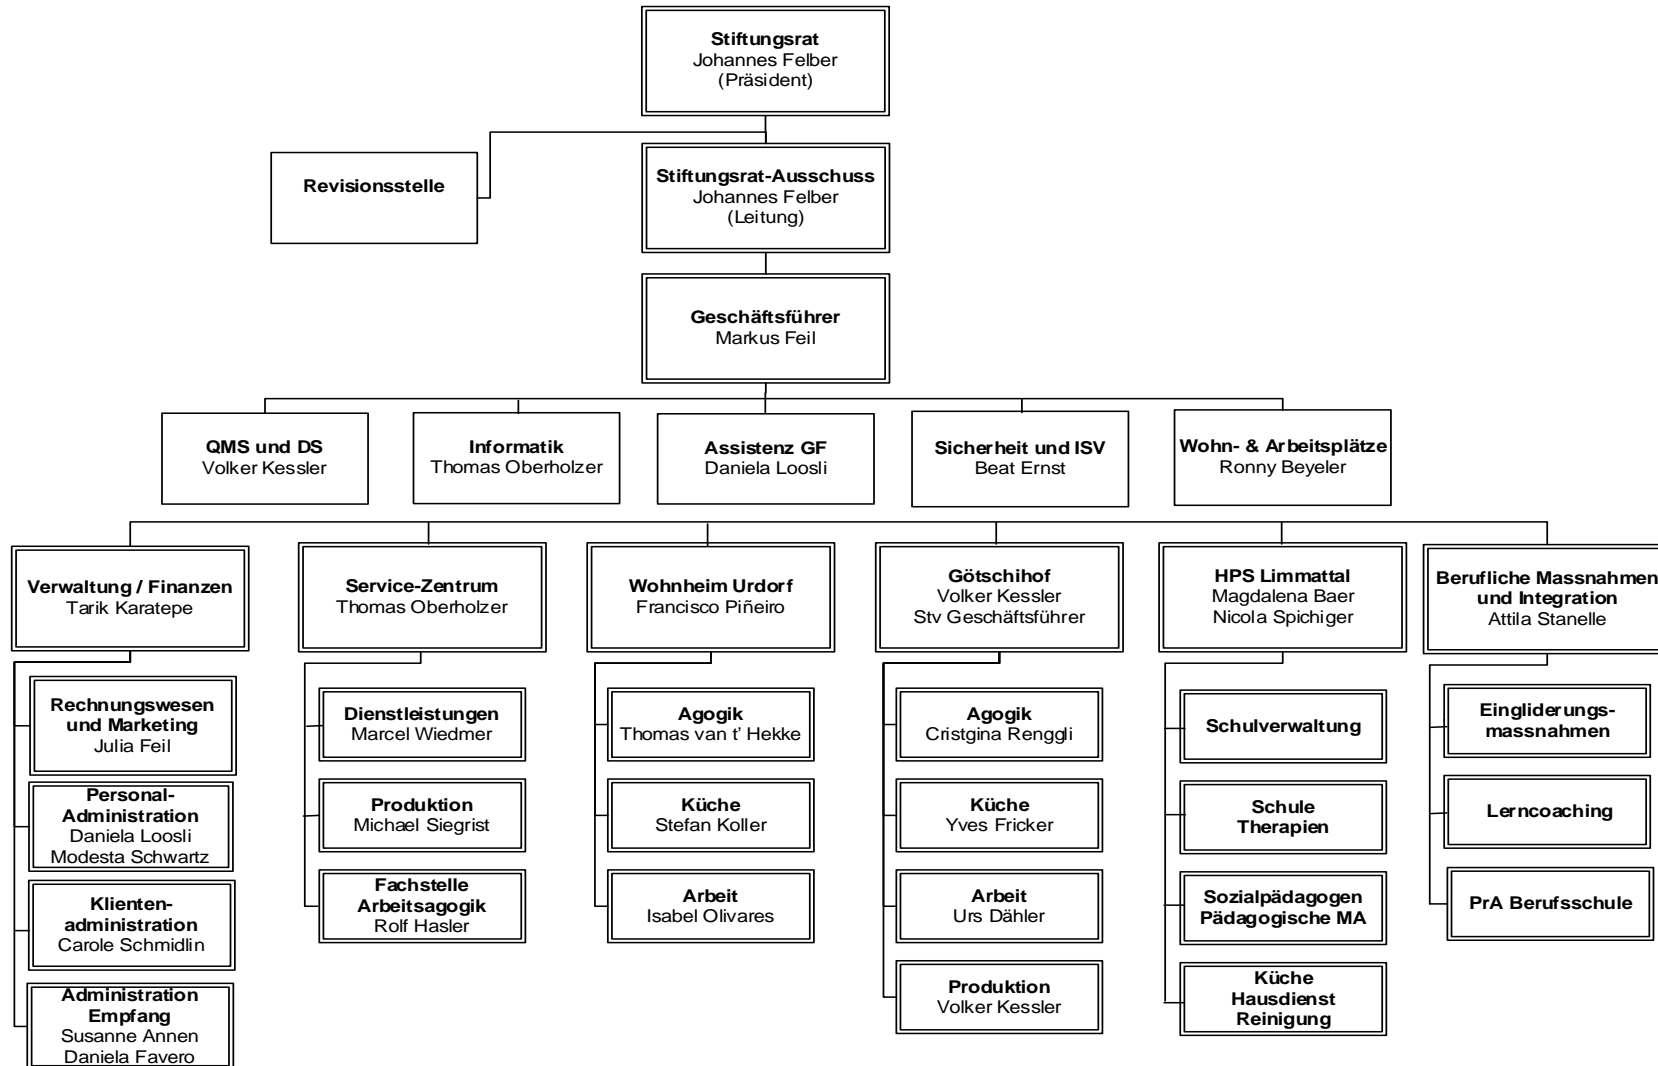 Stiftungsrat
Johannes Felber
(Präsident)
Revisionsstelle
Stiftungsrat-Ausschuss
Johannes Felber
(Leitung)
Geschäftsführer
Markus Feil
QMS und DS
Volker Kessler
Informatik
Thomas Oberholzer
Assistenz GF
Daniela Loosli
Sicherheit und ISV
Beat Ernst
Wohn- & Arbeitsplätze
Ronny Beyeler
Verwaltung / Finanzen
Tarik Karatepe
Service-Zentrum
Thomas Oberholzer
Wohnheim Urdorf
Francisco Piñeiro
Götschihof
Volker Kessler
Stv Geschäftsführer
HPS Limmattal
Magdalena Baer
Nicola Spichiger
Berufliche Massnahmen
und Integration
Attila Stanelle
Rechnungswesen
und Marketing
Julia Feil
Personal-
Administration
Daniela Loosli
Modesta Schwartz
Klienten-
administration
Carole Schmidlin
Administration
Empfang
Susanne Annen
Daniela Favero
Dienstleistungen
Marcel Wiedmer
Produktion
Michael Siegrist
Fachstelle
Arbeitsagogik
Rolf Hasler
Agogik
Thomas van t' Hekke
Küche
Stefan Koller
Arbeit
Isabel Olivares
Agogik
Cristgina Renggli
Küche
Yves Fricker
Arbeit
Urs Dähler
Produktion
Volker Kessler
Schulverwaltung
Schule
Therapien
Sozialpädagogen
Pädagogische MA
Küche
Hausdienst
Reinigung
Eingliderungs-
massnahmen
Lerncoaching
PrA Berufsschule